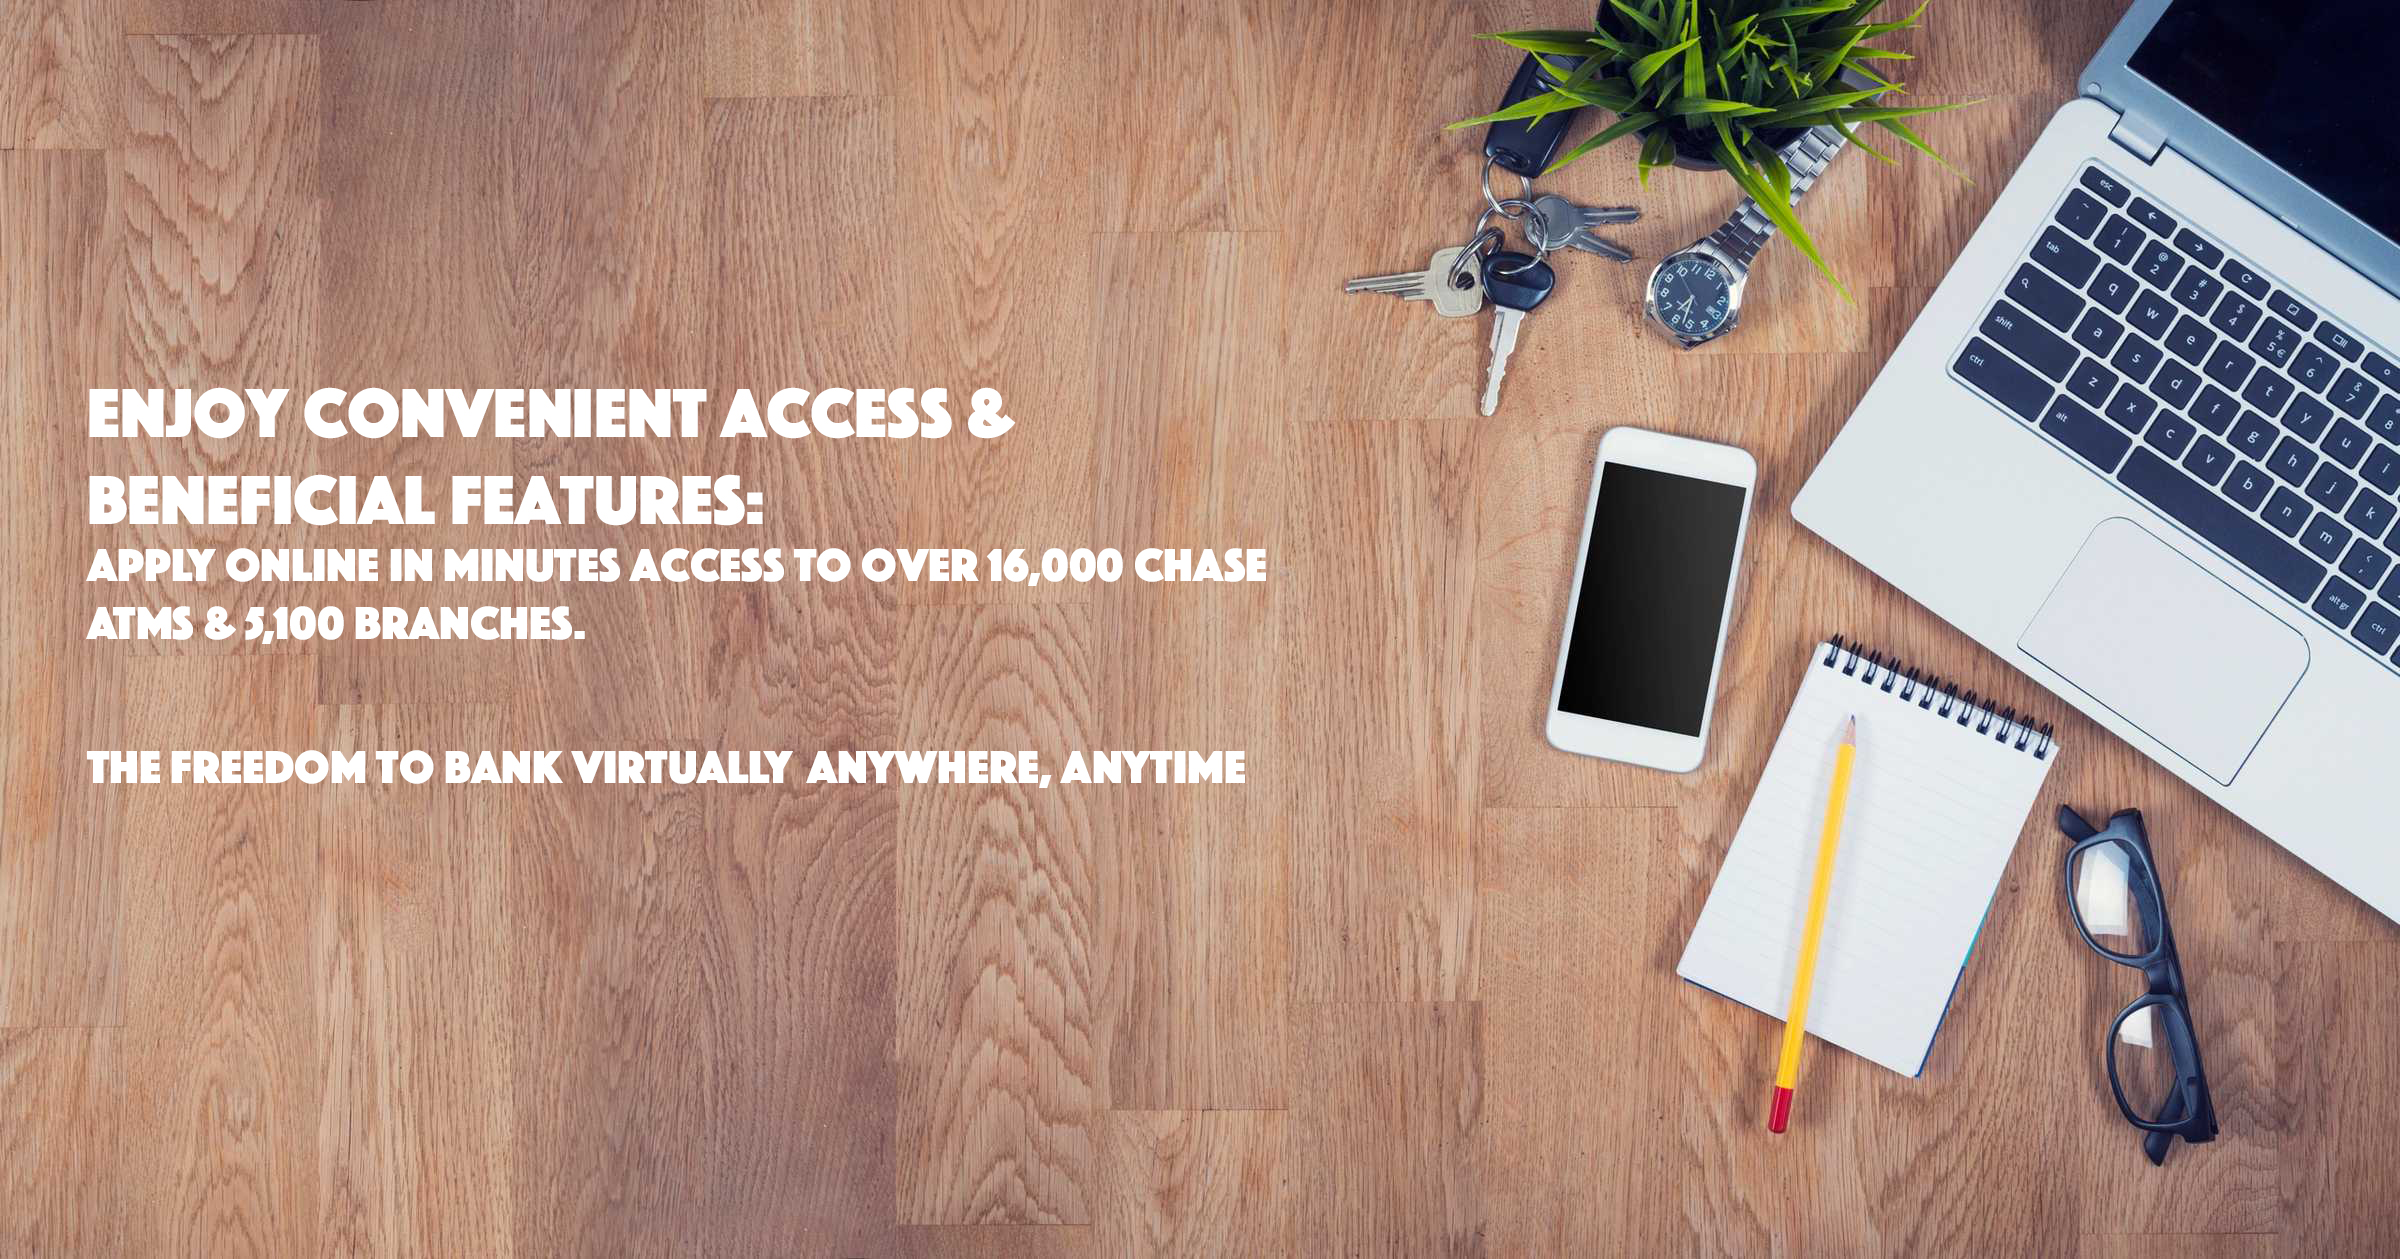 ENJOY CONVENIENT ACCESS &
BENEFICIAL FEATURES:
APPLY ONLINE IN MINUTES ACCESS TO OVER 16,000 CHASE
ATMS & 5,100 BRANCHES.
THE FREEDOM TO BANK VIRTUALLY ANYWHERE, ANYTIME